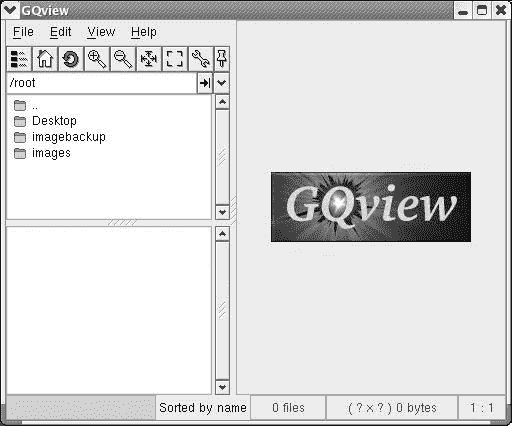 GQview
File Edit View Help
/root
..
Desktop
imagebackup
images
GQview
Sorted by name 0 files ( ? x ? ) 0 bytes 1 : 1